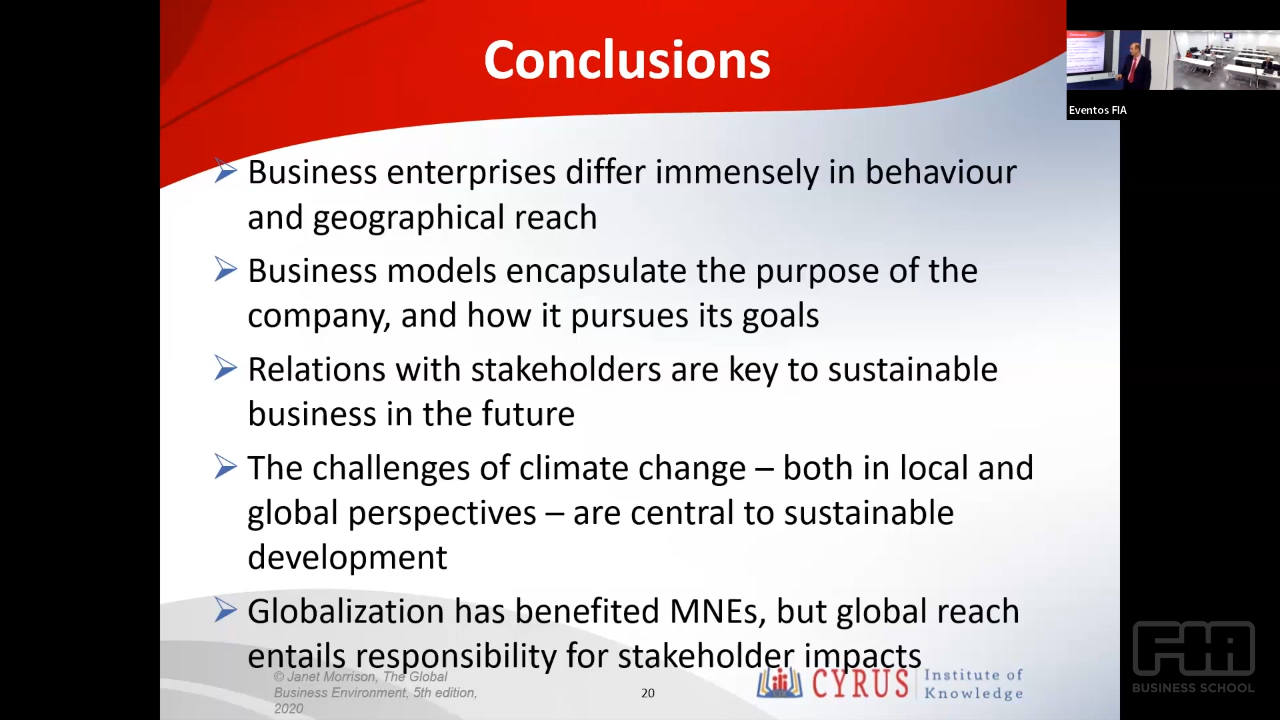 Conclusions
Business enterprises differ immensely in behaviour
and geographical reach
Business models encapsulate the purpose of the
company, and how it pursues its goals
Relations with stakeholders are key to sustainable
business in the future
The challenges of climate change – both in local and
global perspectives – are central to sustainable
development
Globalization has benefited MNEs, but global reach
entails responsibility for stakeholder impacts
© Janet Morrison, The Global
Business Environment, 5th edition,
2020
20
CYRUS
Institute of
Knowledge
Eventos FIA
FIA
BUSINESS SCHOOL